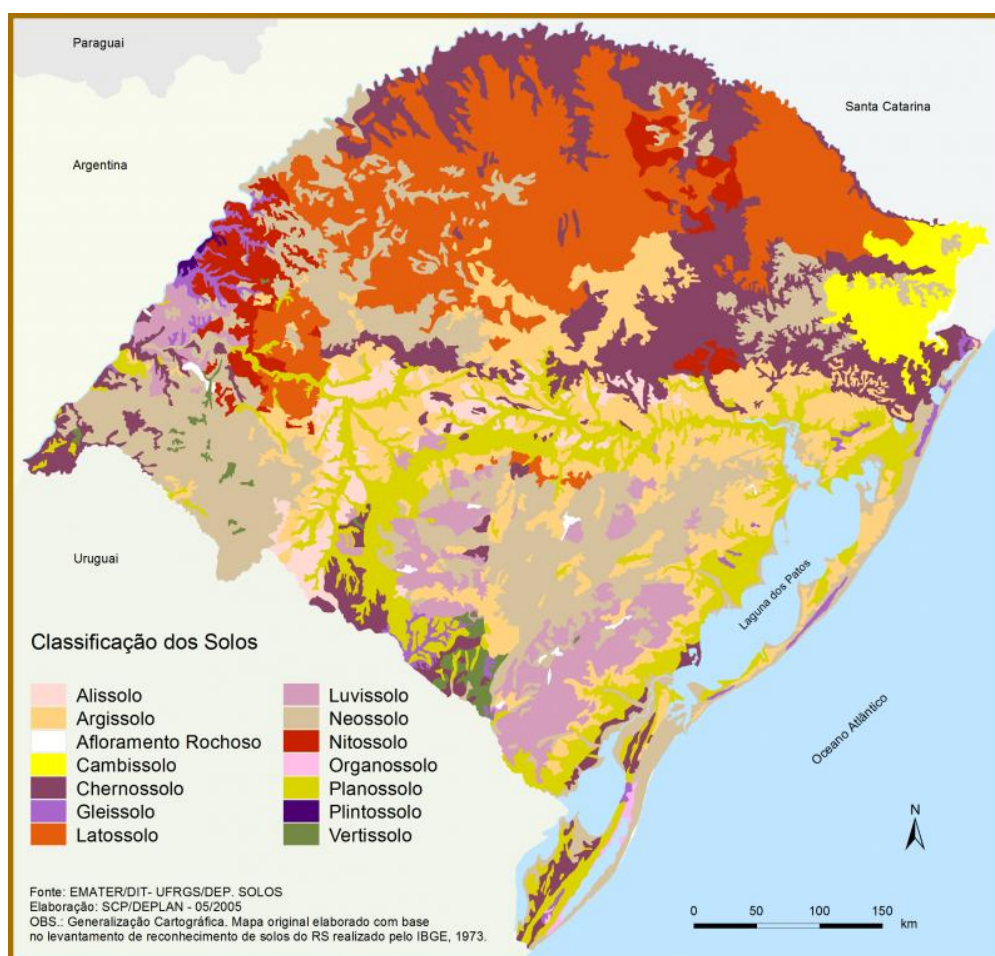 Paraguai
Santa Catarina
Argentina
Uruguai
Laguna dos Patos
Oceano Atlântico
Classificação dos Solos
Alissolo
Argissolo
Afloramento Rochoso
Cambissolo
Chernossolo
Gleissolo
Latossolo
Luvissolo
Neossolo
Nitossolo
Organossolo
Planossolo
Plintossolo
Vertissolo
N
Fonte: EMATER/DIT- UFRGS/DEP. SOLOS
Elaboração: SCP/DEPLAN - 05/2005
OBS.: Generalização Cartográfica. Mapa original elaborado com base
no levantamento de reconhecimento de solos do RS realizado pelo IBGE, 1973.
0 50 100 150
km